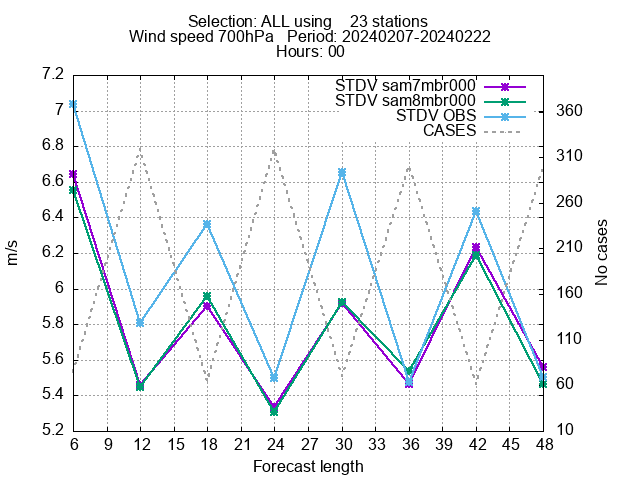 Selection: ALL using 23 stations
Wind speed 700hPa Period: 20240207-20240222
Hours: 00
STDV sam7mbr000
STDV sam8mbr000
STDV OBS
CASES
m/s
7.2
7
6.8
6.6
6.4
6.2
6
5.8
5.6
5.4
5.2
No cases
360
310
260
210
160
110
60
10
6 9 12 15 18 21 24 27 30 33 36 39 42 45 48
Forecast length